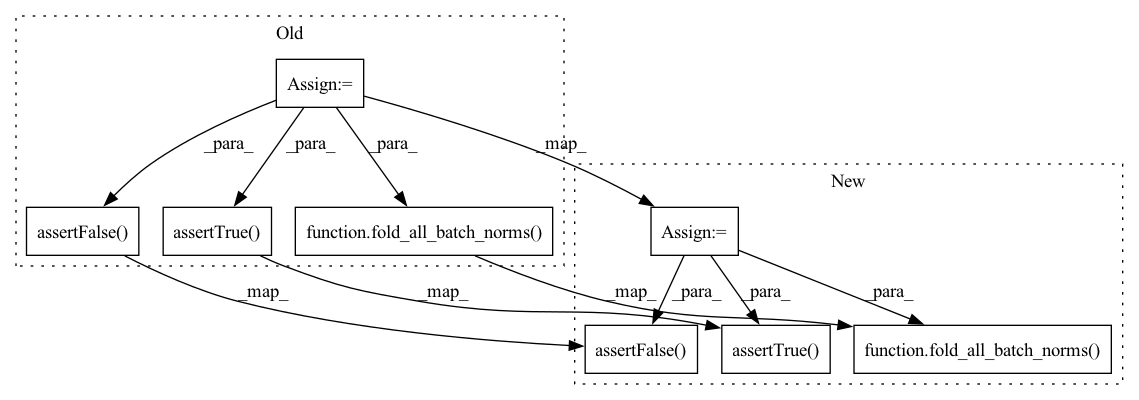 Old
Assign:=
_para_
_para_
_para_
_map_
New
assertFalse()
assertTrue()
function.fold_all_batch_norms()
Assign:=
_map_
_map_
_map_
_para_
_para_
_para_
assertFalse()
assertTrue()
function.fold_all_batch_norms()